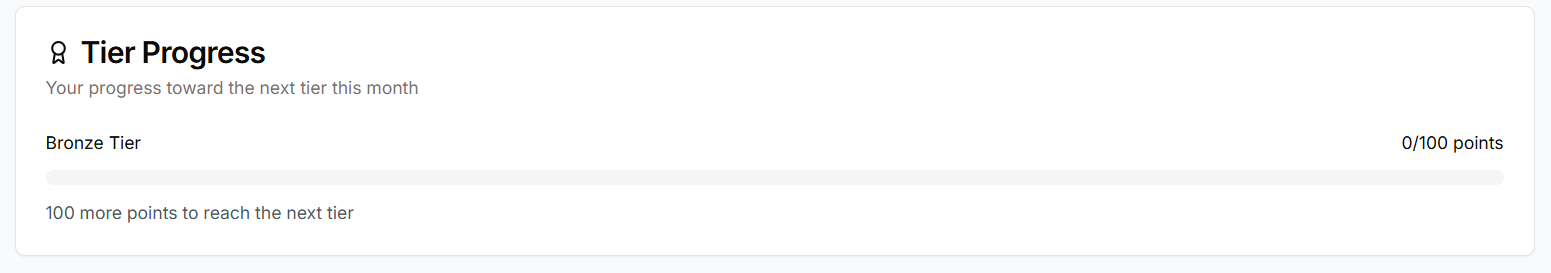 Tier Progress
Your progress toward the next tier this month
Bronze Tier
0/100 points
100 more points to reach the next tier